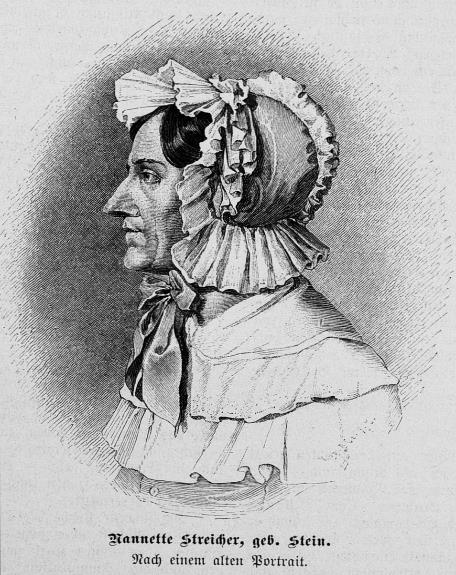 Nannette Streicher, geb. Stein.
Nach einem alten Portrait.